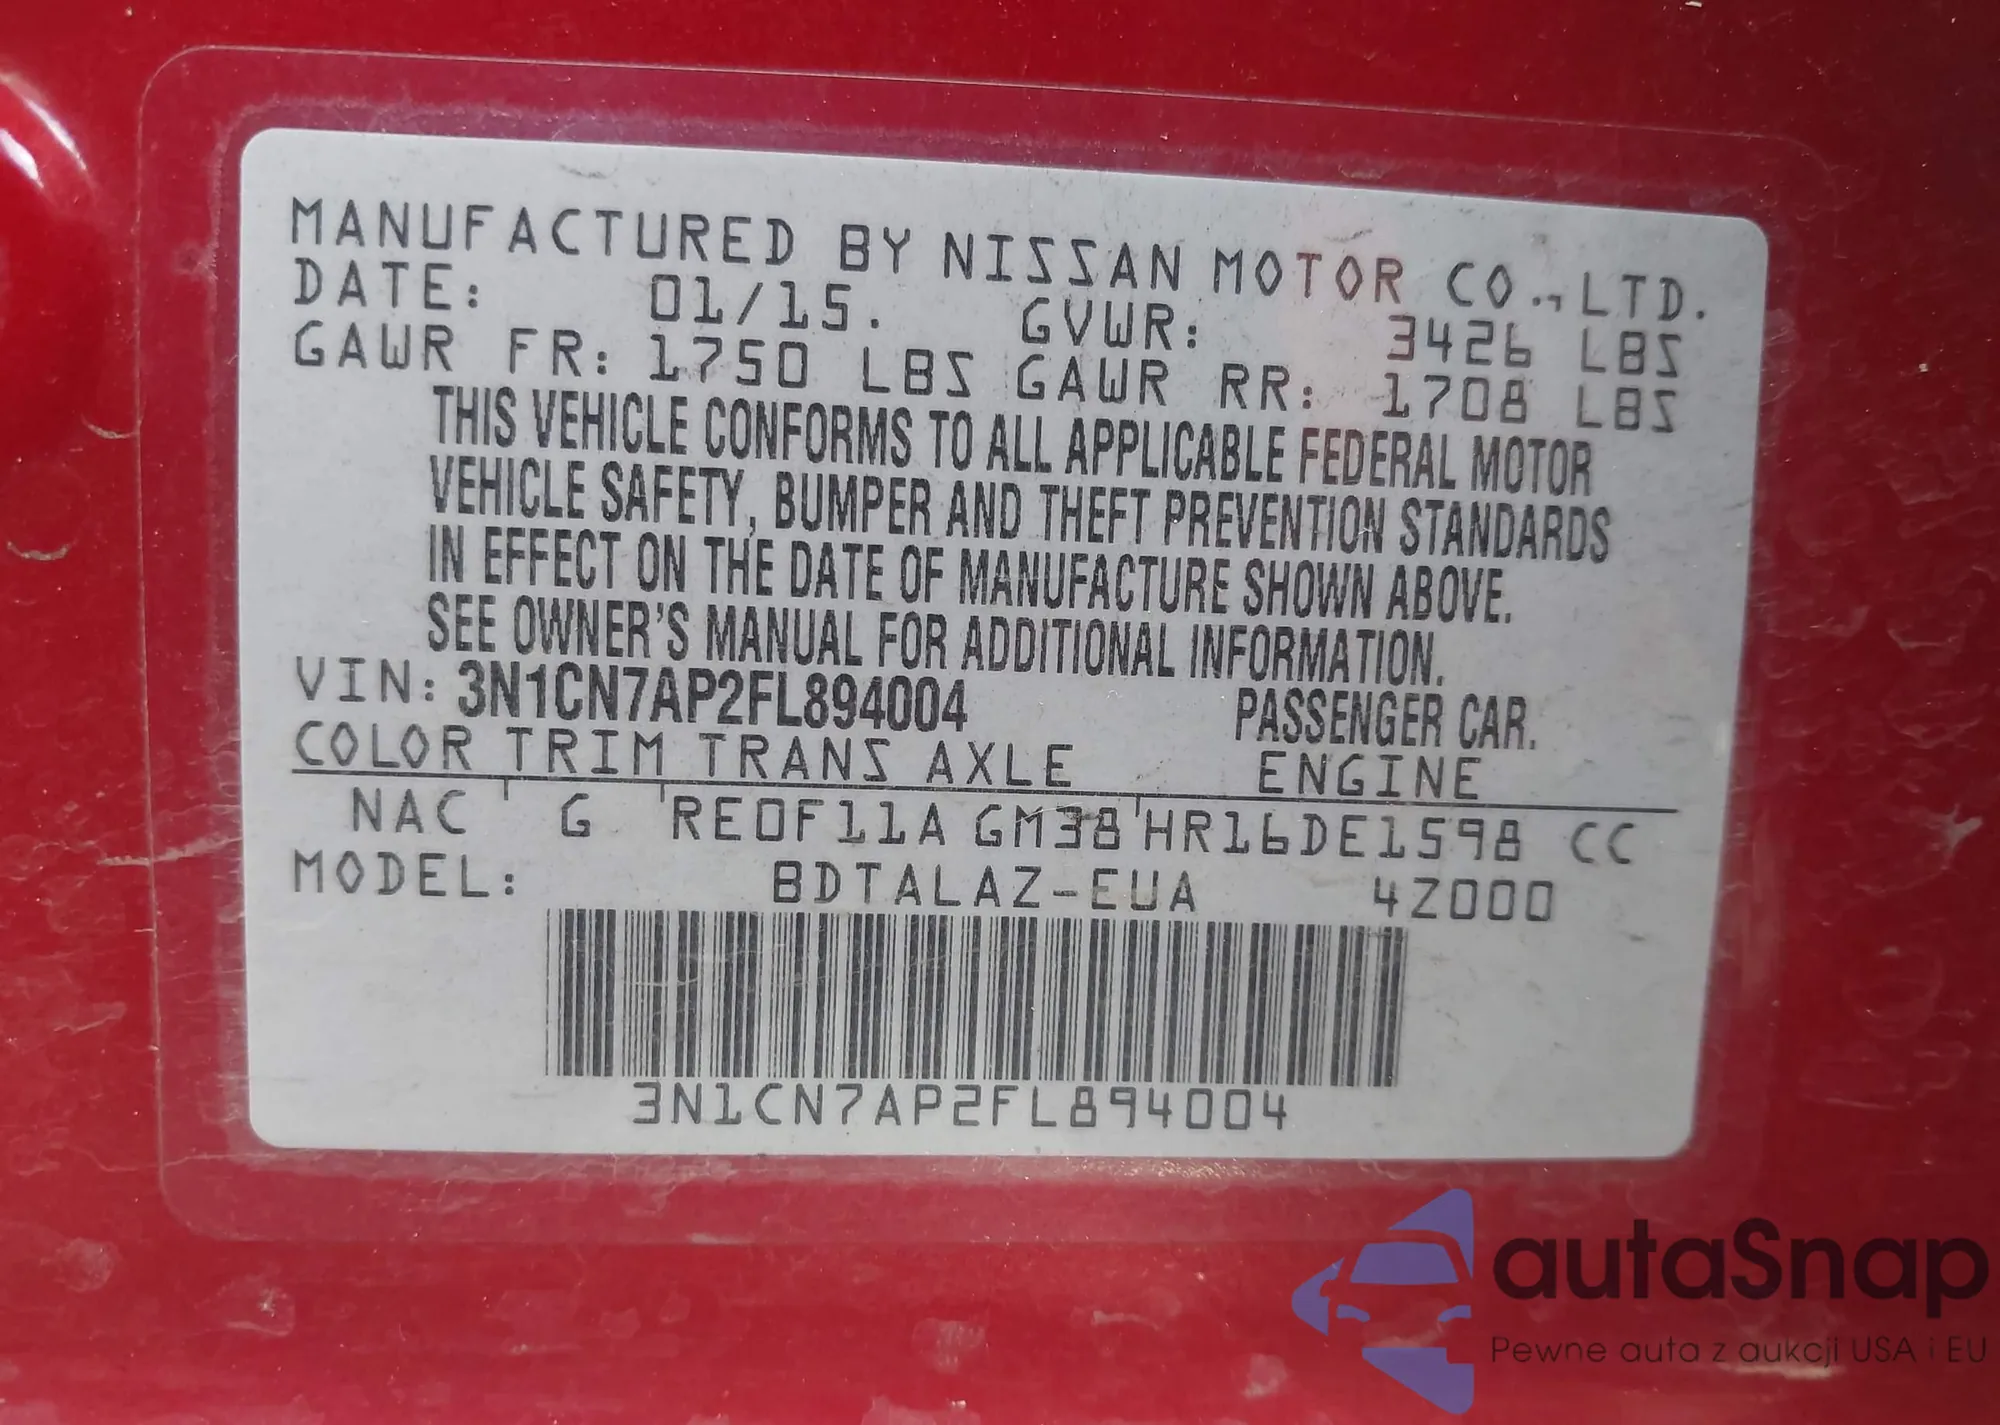 MANUFACTURED BY NISSAN MOTOR CO., LTD.
DATE: 01/15. GVWR: 3426 LBS
GAWR FR: 1750 LBS GAWR RR: 1708 LBS
THIS VEHICLE CONFORMS TO ALL APPLICABLE FEDERAL MOTOR
VEHICLE SAFETY, BUMPER AND THEFT PREVENTION STANDARDS
IN EFFECT ON THE DATE OF MANUFACTURE SHOWN ABOVE.
SEE OWNER'S MANUAL FOR ADDITIONAL INFORMATION.
VIN: 3N1CN7AP2FL894004 PASSENGER CAR.
COLOR TRIM TRANS AXLE ENGINE
NAC G RE0F11A GM38 HR16DE1598 CC
MODEL: BDTALAZ-EUA 4Z000
3N1CN7AP2FL894004
autaSnap
Pewne auta z aukcji USA i EU